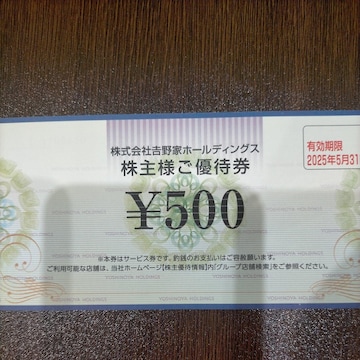 株式会社吉野家ホールディングス
株主様ご優待券
有効期限
2025年5月31
¥500
※本券はサービス券です。釣銭のお支払いはご容赦願います。
ご利用可能な店舗は、当社ホームページ【株主優待情報】内「グループ店舗検索」をご参照ください。
YOSHINOYA HOLDINGS